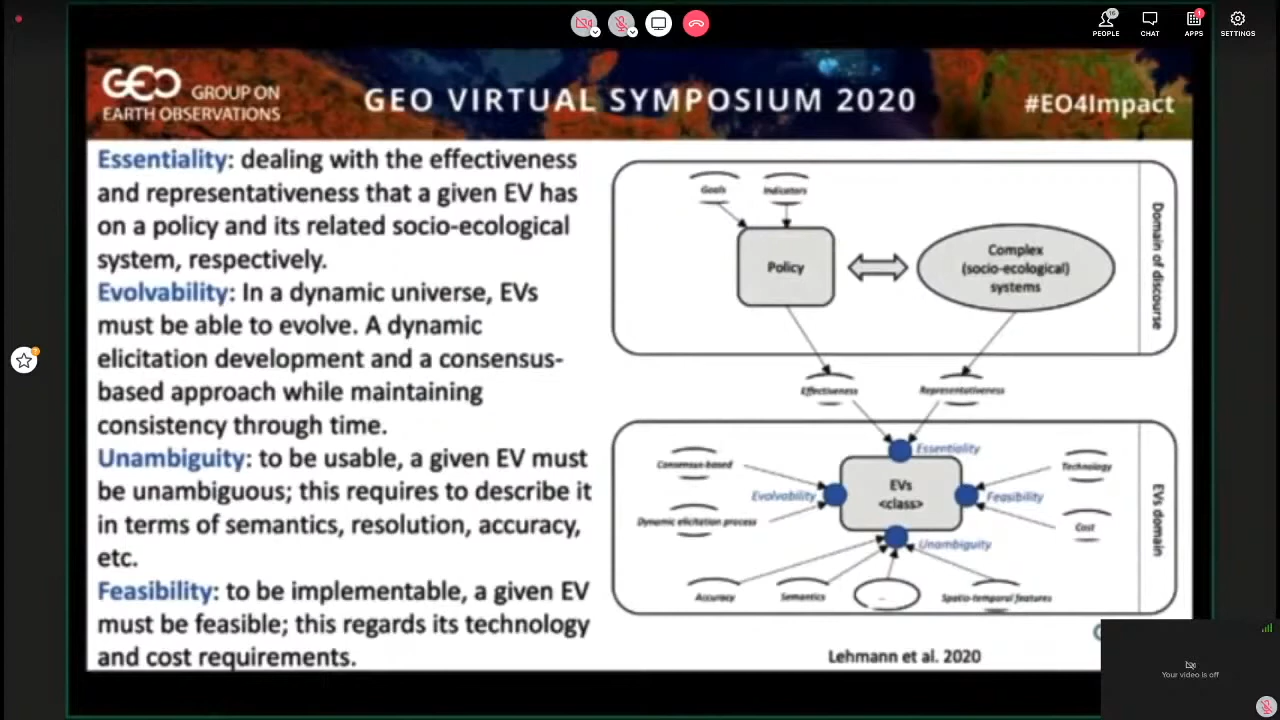 PEOPLE
16
CHAT
APPS
1
SETTINGS
GEO GROUP ON
EARTH OBSERVATIONS
GEO VIRTUAL SYMPOSIUM 2020
#EO4Impact
Essentiality: dealing with the effectiveness
and representativeness that a given EV has
on a policy and its related socio-ecological
system, respectively.
Evolvability: In a dynamic universe, EVs
must be able to evolve. A dynamic
elicitation development and a consensus-
based approach while maintaining
consistency through time.
Unambiguity: to be usable, a given EV must
be unambiguous; this requires to describe it
in terms of semantics, resolution, accuracy,
etc.
Feasibility: to be implementable, a given EV
must be feasible; this regards its technology
and cost requirements.
Goals
Indicators
Policy
Complex
(socio-ecological)
systems
Domain of discourse
Effectiveness
Representativeness
Essentiality
Consensus-based
Evolvability
Dynamic elicitation process
EVs
<class>
Technology
Feasibility
Cost
Unambiguity
Accuracy
Semantics
...
Spatio-temporal features
EVs domain
Lehmann et al. 2020
Your video is off